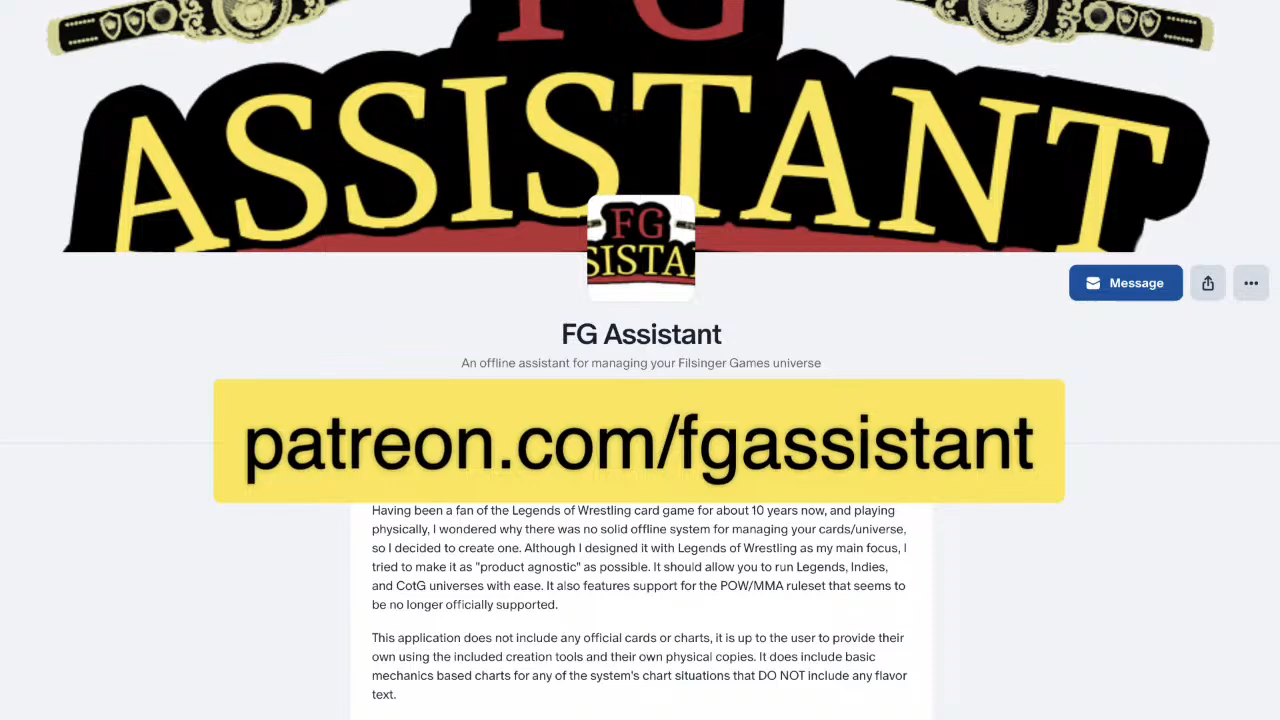 FG
ASSISTANT
FG
SISTA
Message
FG Assistant
An offline assistant for managing your Filsinger Games universe
patreon.com/fgassistant
Having been a fan of the Legends of Wrestling card game for about 10 years now, and playing
physically, I wondered why there was no solid offline system for managing your cards/universe,
so I decided to create one. Although I designed it with Legends of Wrestling as my main focus, I
tried to make it as "product agnostic" as possible. It should allow you to run Legends, Indies,
and CotG universes with ease. It also features support for the POW/MMA ruleset that seems to
be no longer officially supported.
This application does not include any official cards or charts, it is up to the user to provide their
own using the included creation tools and their own physical copies. It does include basic
mechanics based charts for any of the system's chart situations that DO NOT include any flavor
text.